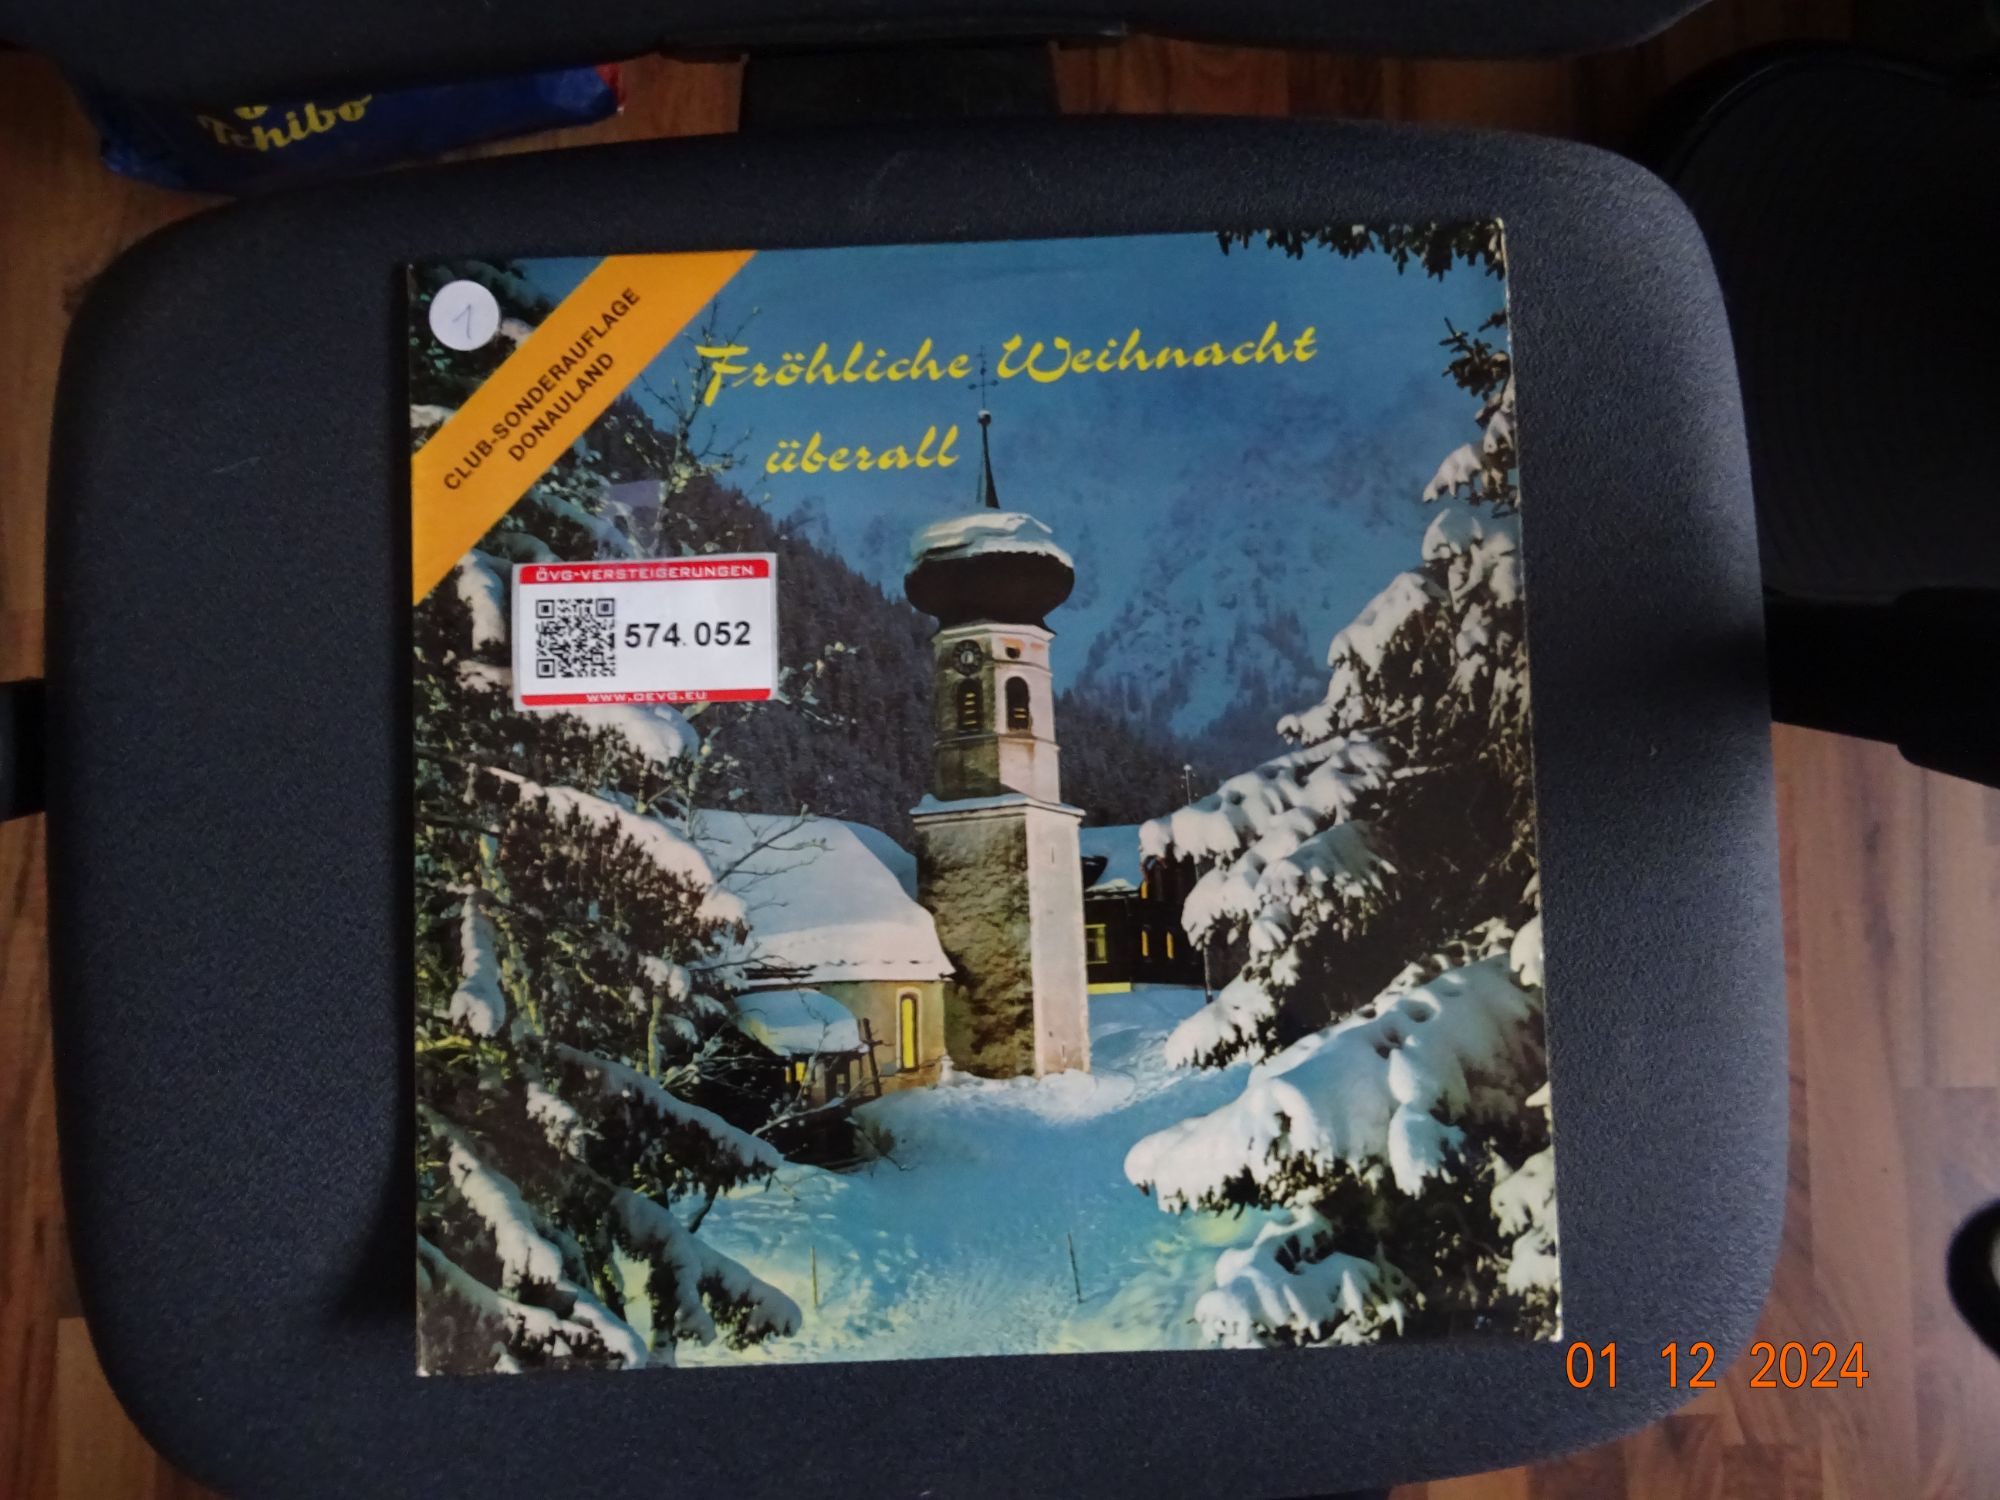 Tchibo
1
CLUB-SONDERAUFLAGE
DONAULAND
Fröhliche Weihnacht
überall
ÖVG-VERSTEIGERUNGEN
574.052
WWW.OEVG.EU
01 12 2024